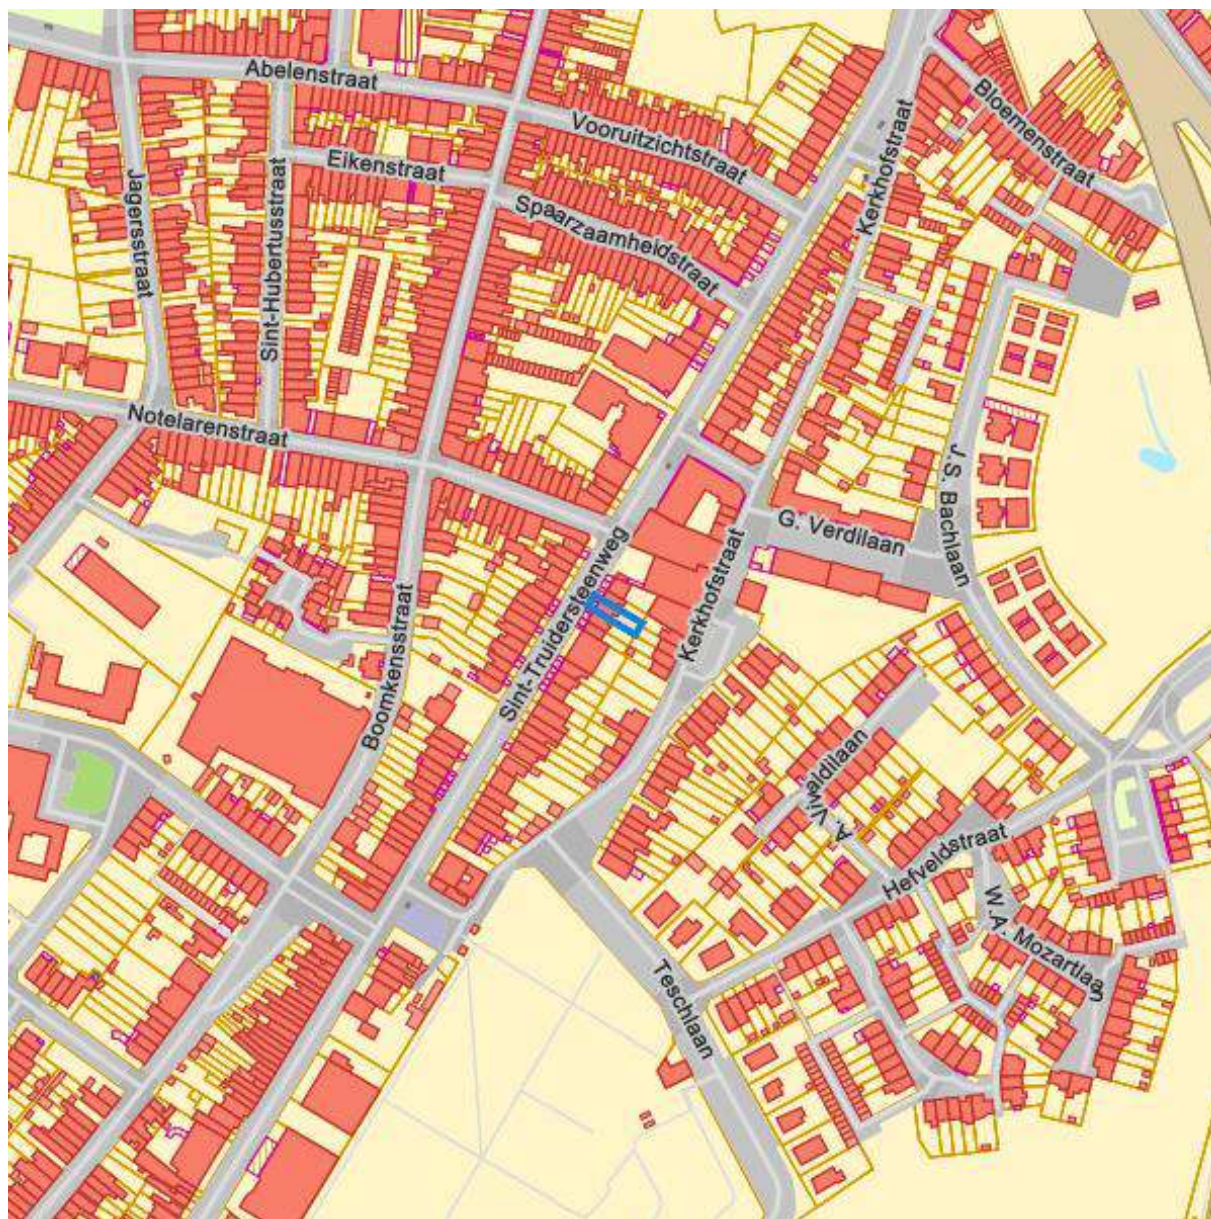 Abelenstraat
Vooruitzichtstraat
Bloemenstraat
Kerkhofstraat
Eikenstraat
Jagersstraat
Sint-Hubertusstraat
Spaarzaamheidstraat
Notelarenstraat
J.S. Bachlaan
G. Verdilaan
Sint-Truidersteenweg
Kerkhofstraat
Boomkensstraat
A. Vivaldilaan
Hefveldstraat
W.A. Mozartlaan
Teschlaan